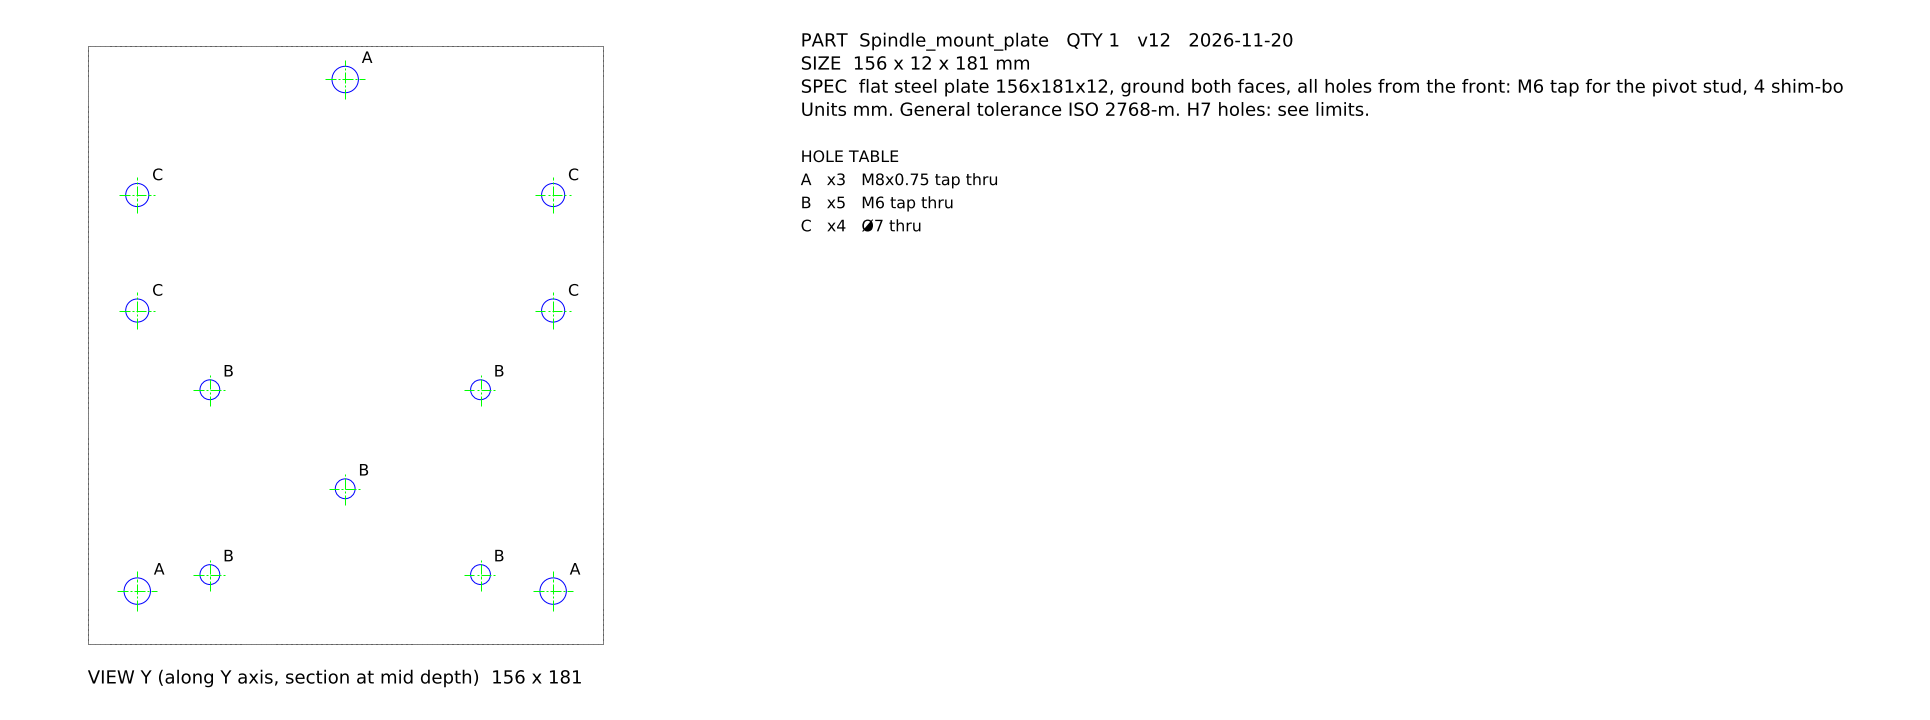 A
C
C
C
C
B
B
B
B
B
A
A
VIEW Y (along Y axis, section at mid depth) 156 x 181
PART Spindle_mount_plate QTY 1 v12 2026-11-20
SIZE 156 x 12 x 181 mm
SPEC flat steel plate 156x181x12, ground both faces, all holes from the front: M6 tap for the pivot stud, 4 shim-bo
Units mm. General tolerance ISO 2768-m. H7 holes: see limits.
HOLE TABLE
A x3 M8x0.75 tap thru
B x5 M6 tap thru
C x4 Ø7 thru